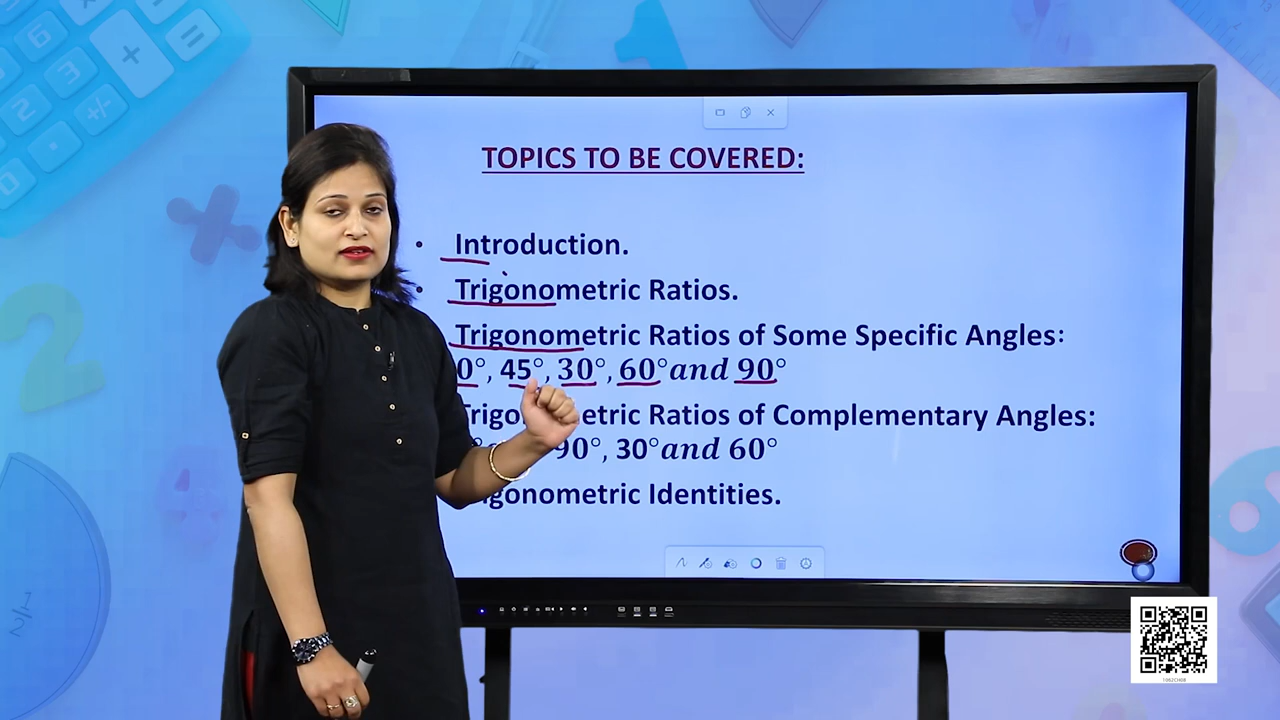 TOPICS TO BE COVERED:
Introduction.
Trigonometric Ratios.
Trigonometric Ratios of Some Specific Angles:
0°, 45°, 30°, 60° and 90°
Ratios of Complementary Angles:
90°, 30° and 60°
Trigonometric Identities.